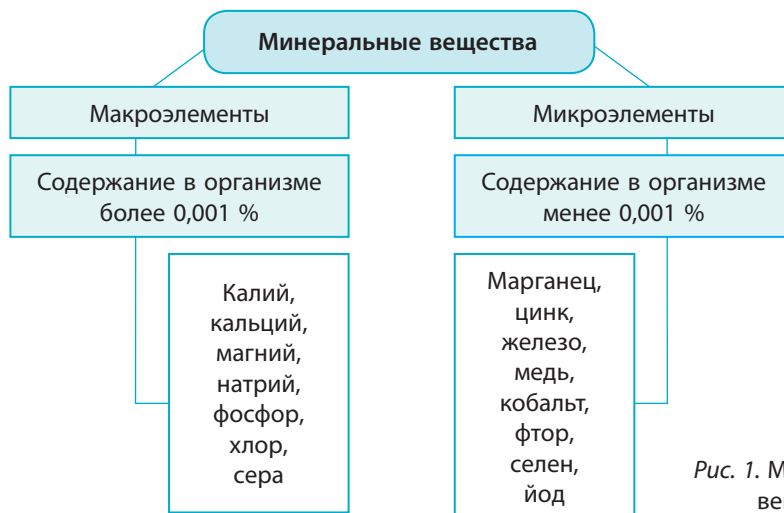 Минеральные вещества
Макроэлементы
Микроэлементы
Содержание в организме
более 0,001 %
Содержание в организме
менее 0,001 %
Калий,
кальций,
магний,
натрий,
фосфор,
хлор,
сера
Марганец,
цинк,
железо,
медь,
кобальт,
фтор,
селен,
йод
Рис. 1. М
ве